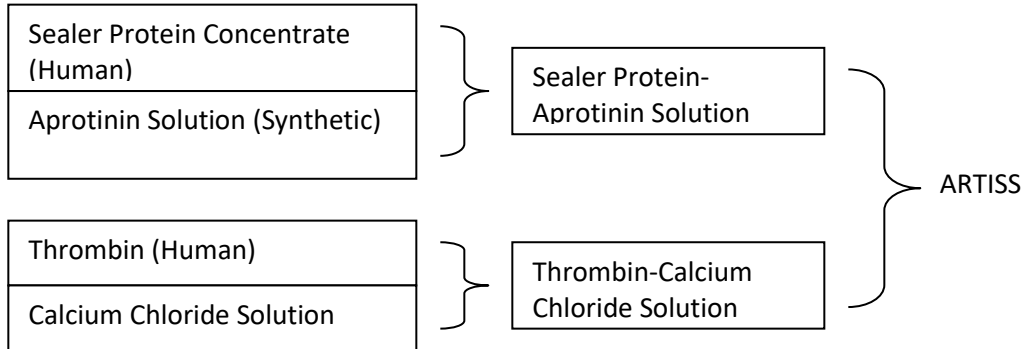 Sealer Protein Concentrate
(Human)
Aprotinin Solution (Synthetic)
Sealer Protein-
Aprotinin Solution
ARTISS
Thrombin (Human)
Calcium Chloride Solution
Thrombin-Calcium
Chloride Solution